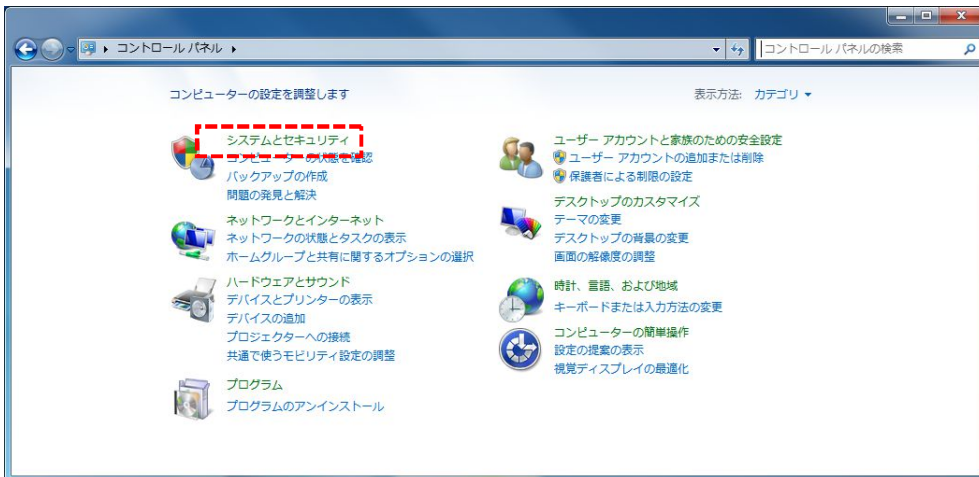 コントロール パネル
コントロール パネルの検索
コンピューターの設定を調整します
表示方法: カテゴリ
システムとセキュリティ
コンピューターの状態を確認
バックアップの作成
問題の発見と解決
ネットワークとインターネット
ネットワークの状態とタスクの表示
ホームグループと共有に関するオプションの選択
ハードウェアとサウンド
デバイスとプリンターの表示
デバイスの追加
プロジェクターへの接続
共通で使うモビリティ設定の調整
プログラム
プログラムのアンインストール
ユーザー アカウントと家族のための安全設定
ユーザー アカウントの追加または削除
保護者による制限の設定
デスクトップのカスタマイズ
テーマの変更
デスクトップの背景の変更
画面の解像度の調整
時計、言語、および地域
キーボードまたは入力方法の変更
コンピューターの簡単操作
設定の提案の表示
視覚ディスプレイの最適化